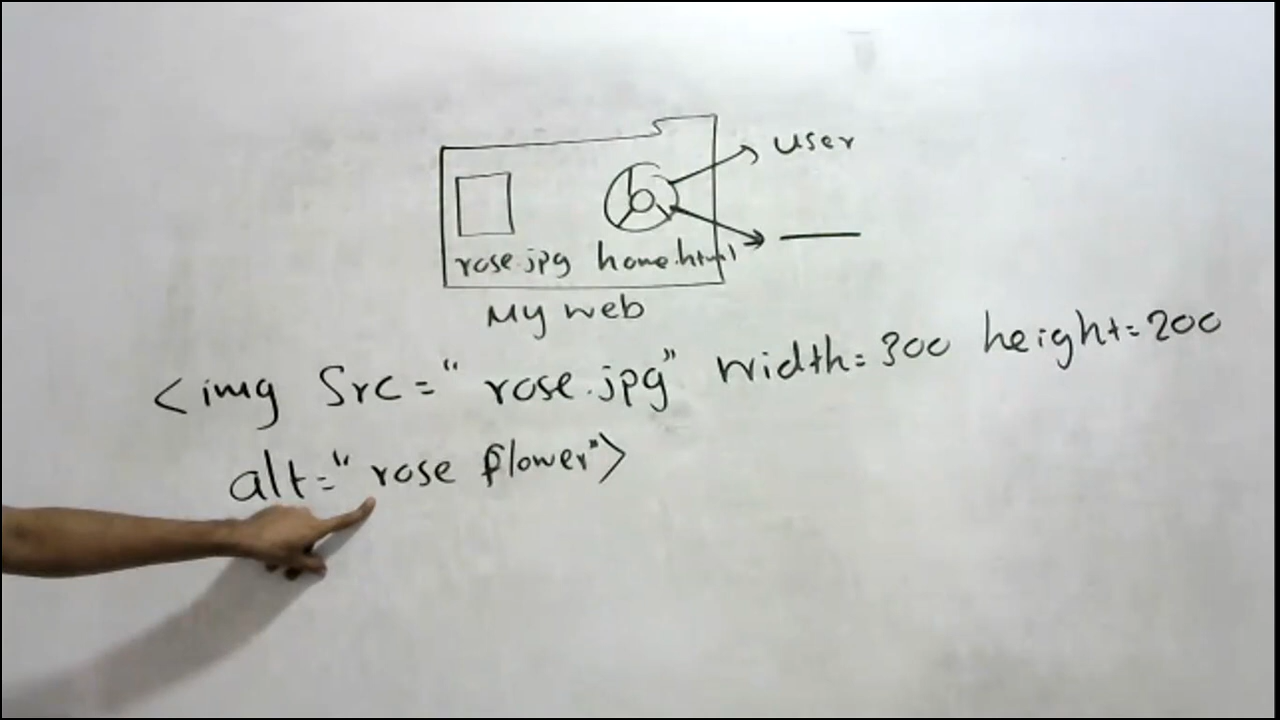 user
rose.jpg home.html
My web
<img Src="rose.jpg" width=300 height=200
alt="rose flower">